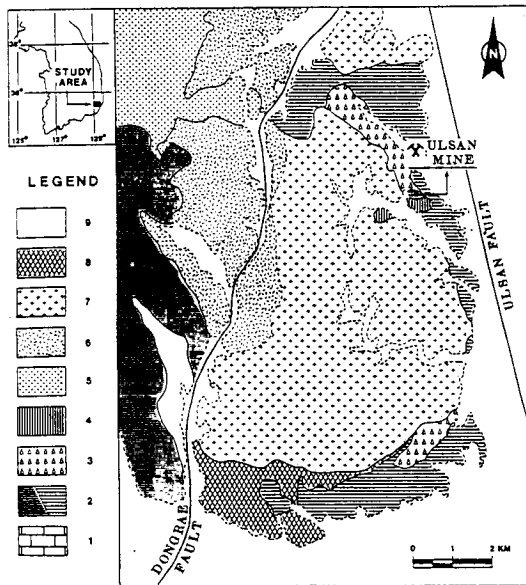 38°
36°
STUDY
AREA
125° 127° 129°
N
ULSAN
MINE
ULSAN FAULT
LEGEND
9
8
7
6
5
4
3
2
1
DONGRAE
FAULT
0 1 2 KM